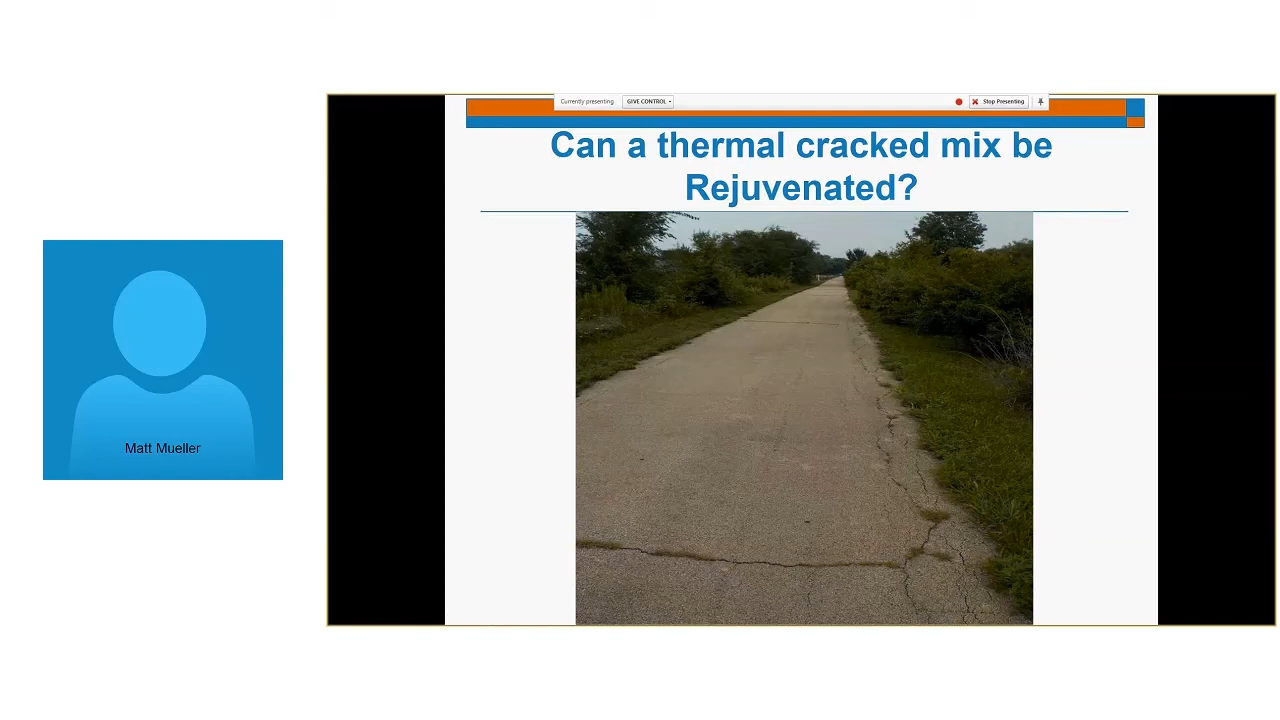 Currently presenting
GIVE CONTROL
Stop Presenting
Can a thermal cracked mix be
Rejuvenated?
Matt Mueller